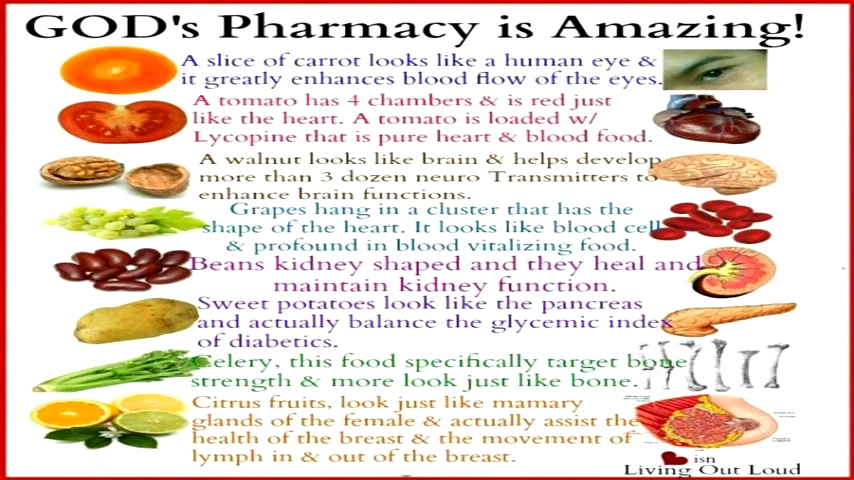 GOD's Pharmacy is Amazing!
A slice of carrot looks like a human eye &
it greatly enhances blood flow of the eyes.
A tomato has 4 chambers & is red just
like the heart. A tomato is loaded w/
Lycopine that is pure heart & blood food.
A walnut looks like brain & helps develop
more than 3 dozen neuro Transmitters to
enhance brain functions.
Grapes hang in a cluster that has the
shape of the heart. It looks like blood cell
& profound in blood vitalizing food.
Beans kidney shaped and they heal and
maintain kidney function.
Sweet potatoes look like the pancreas
and actually balance the glycemic index
of diabetics.
Celery, this food specifically target bone
strength & more look just like bone.
Citrus fruits, look just like mamary
glands of the female & actually assist the
health of the breast & the movement of
lymph in & out of the breast.
isn
Living Out Loud